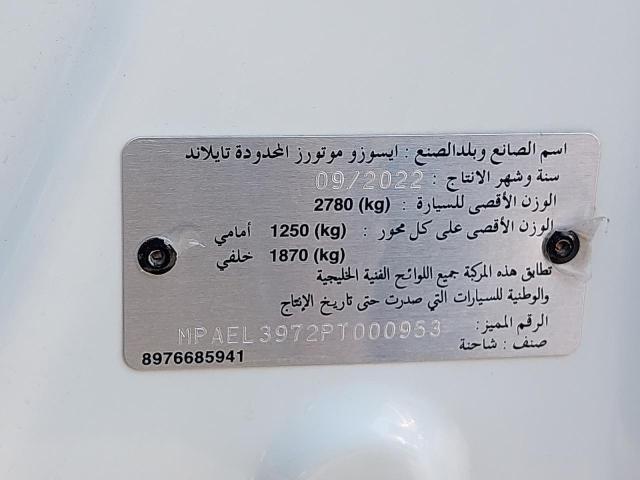 اسم الصانع وبلدالصنع : ايسوزو موتورز المحدودة تايلاند
سنة وشهر الانتاج : 09/2022
الوزن الأقصى للسيارة : 2780 (kg)
الوزن الأقصى على كل محور : 1250 (kg) أمامي
1870 (kg) خلفي
تطابق هذه المركبة جميع اللوائح الفنية الخليجية
والوطنية للسيارات التي صدرت حتى تاريخ الإنتاج
الرقم المميز: MPAEL3972PT000953
صنف : شاحنة
8976685941